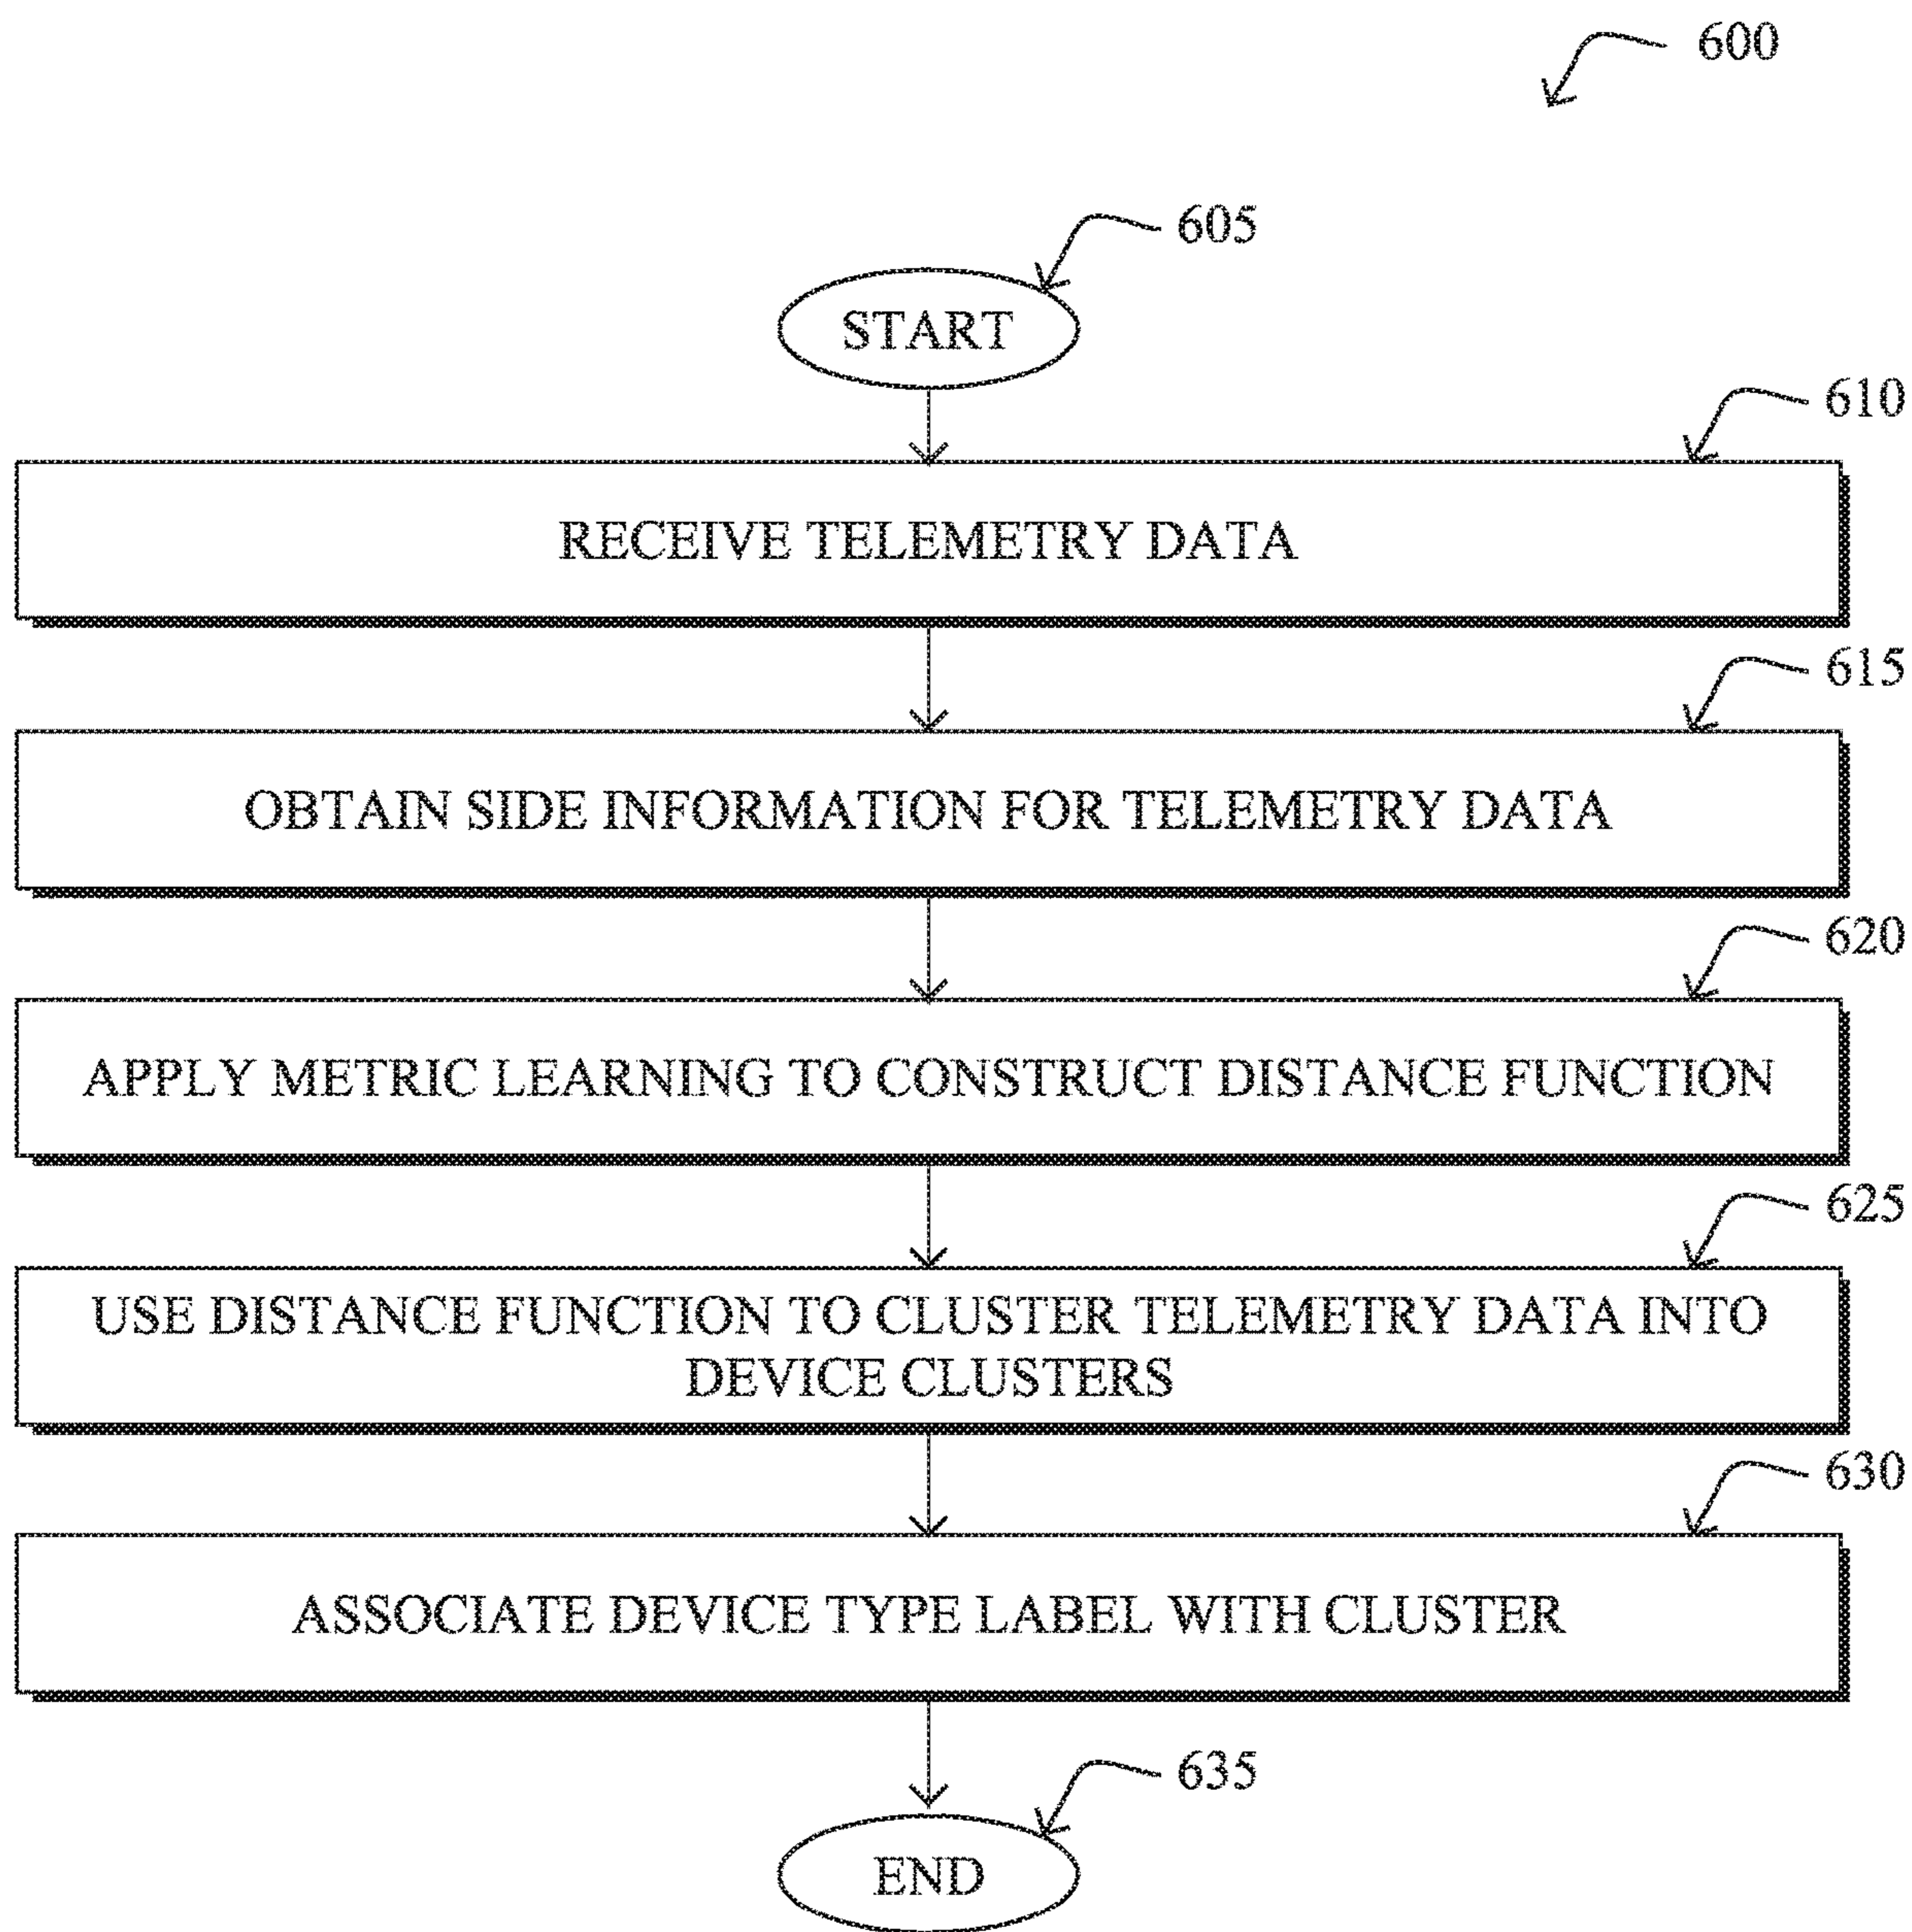 600
605
START
610
RECEIVE TELEMETRY DATA
615
OBTAIN SIDE INFORMATION FOR TELEMETRY DATA
620
APPLY METRIC LEARNING TO CONSTRUCT DISTANCE FUNCTION
625
USE DISTANCE FUNCTION TO CLUSTER TELEMETRY DATA INTO
DEVICE CLUSTERS
630
ASSOCIATE DEVICE TYPE LABEL WITH CLUSTER
635
END